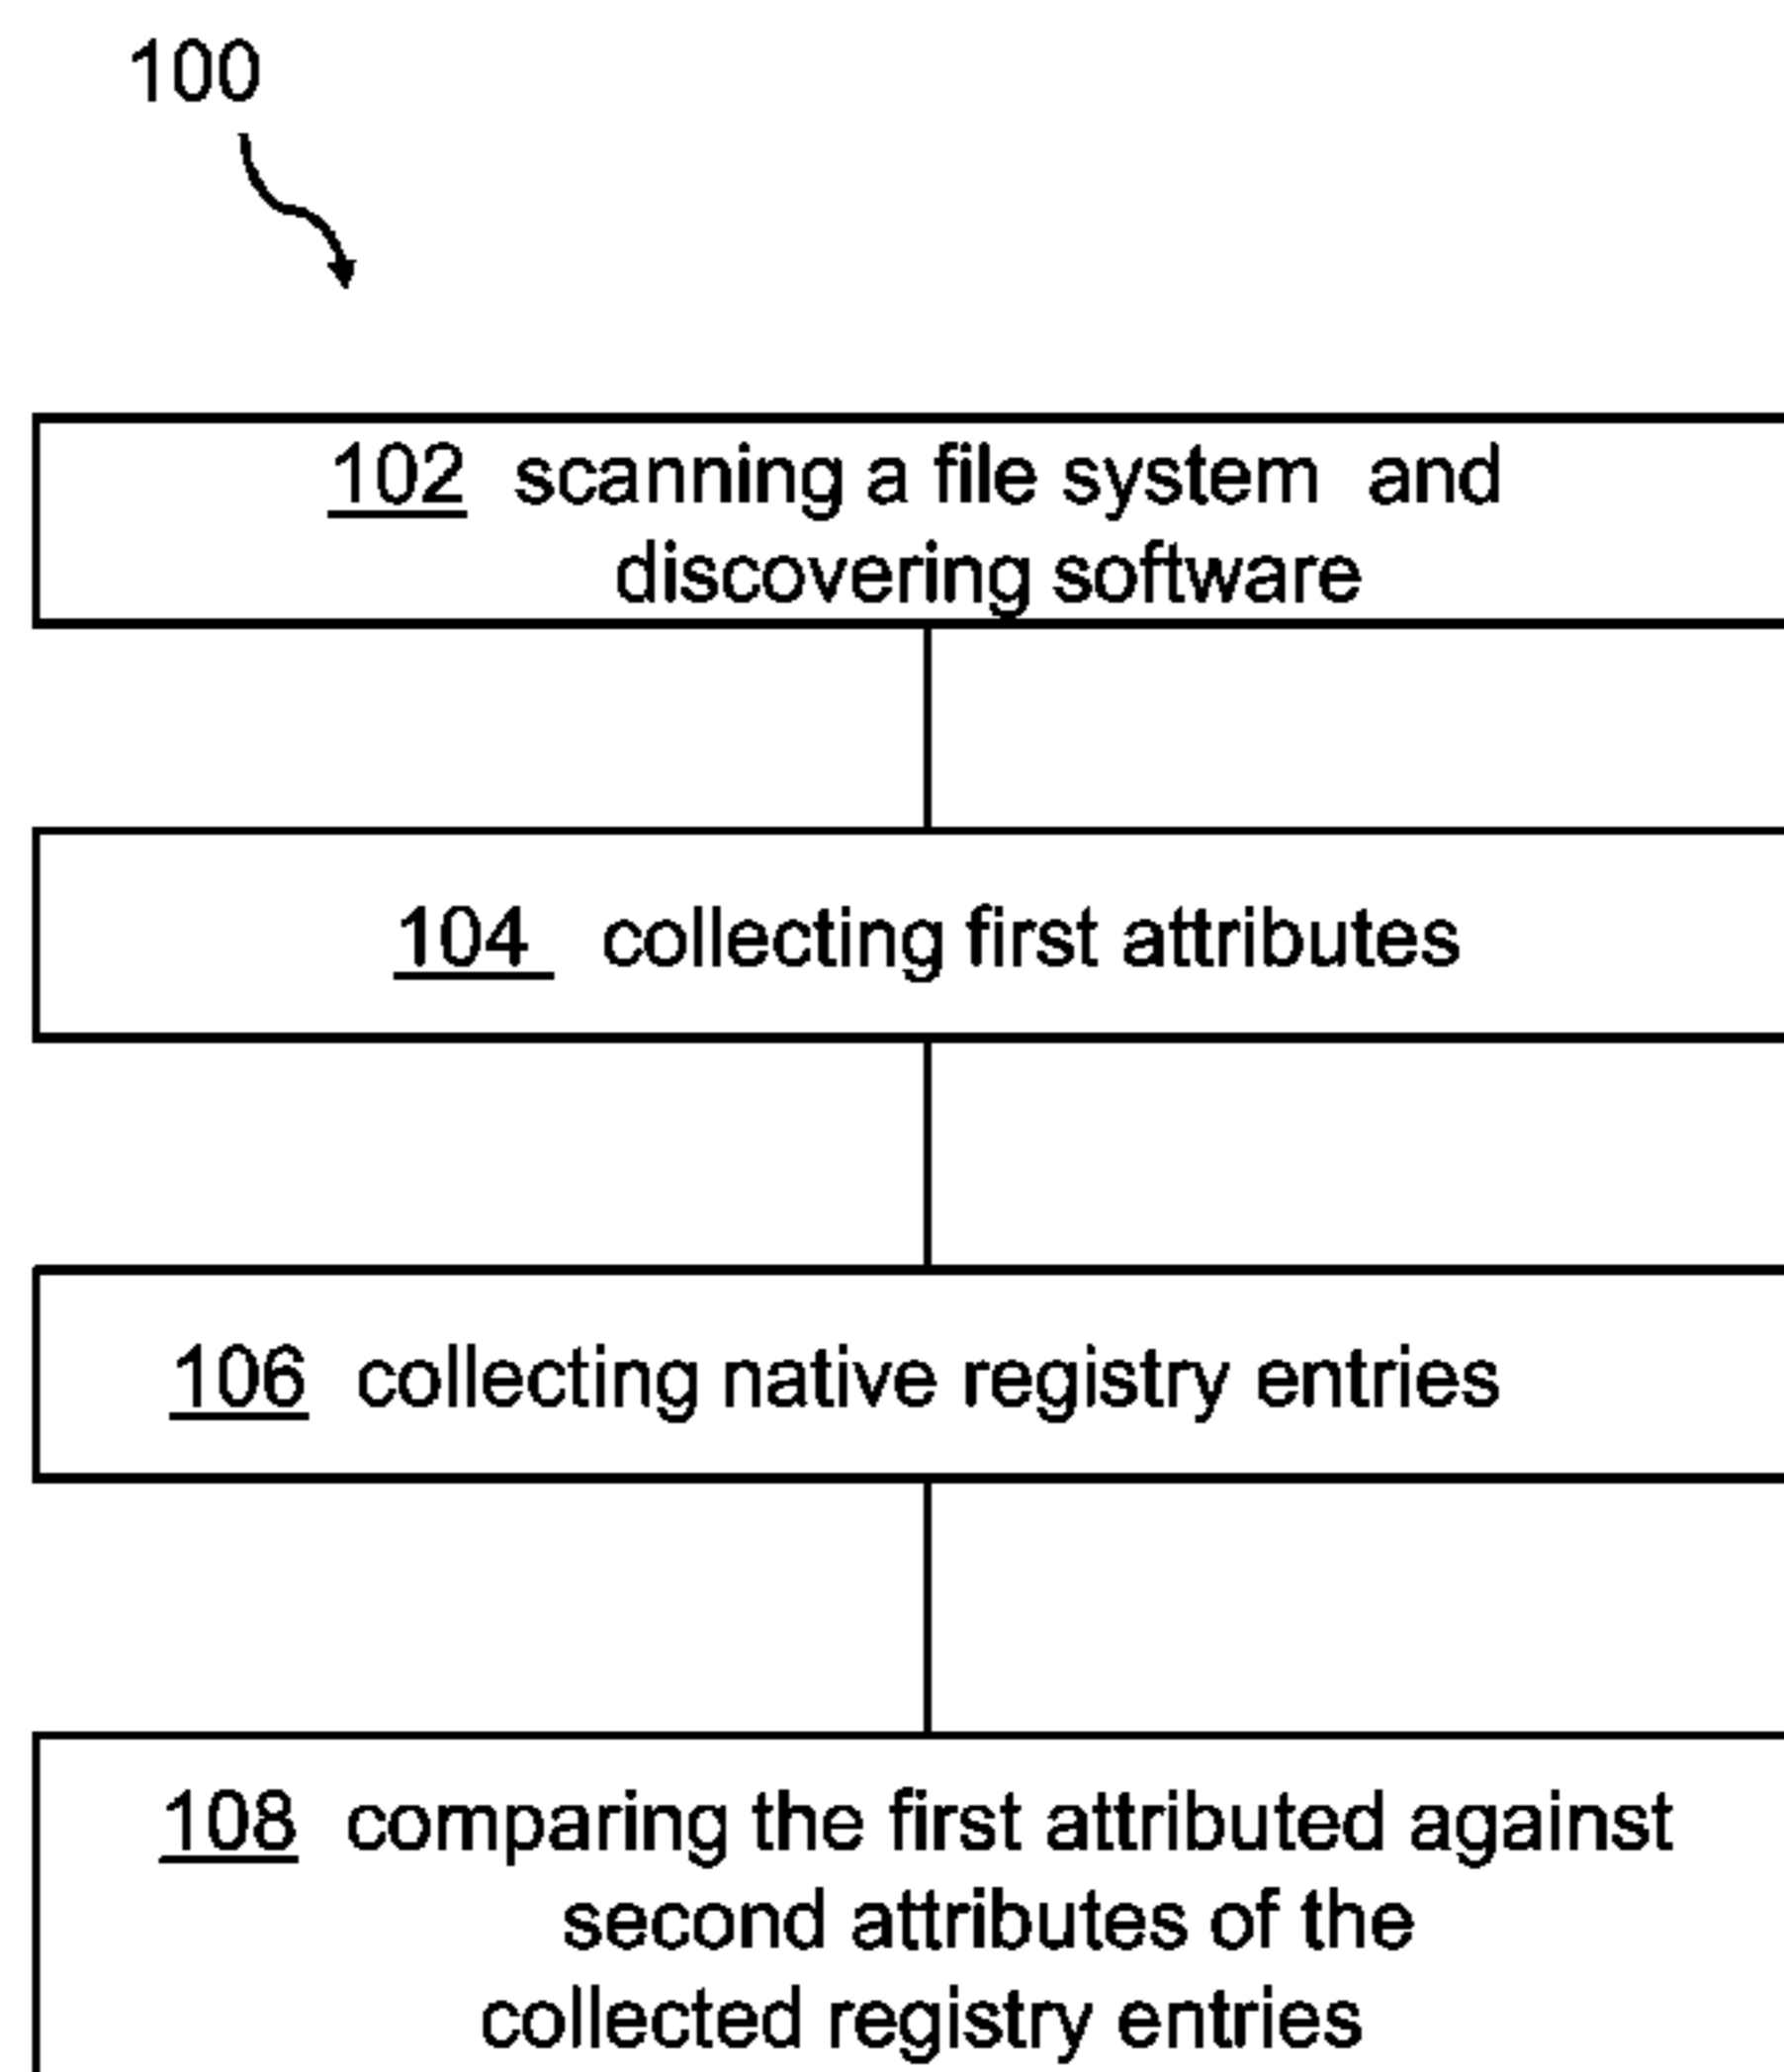 100
102 scanning a file system and
discovering software
104 collecting first attributes
106 collecting native registry entries
108 comparing the first attributed against
second attributes of the
collected registry entries